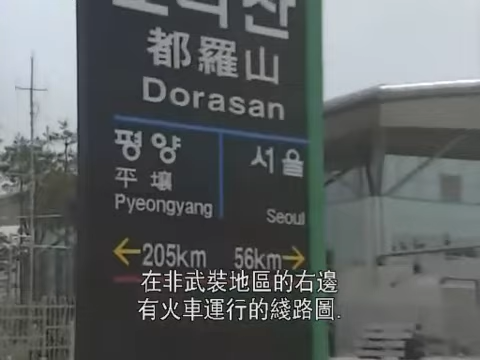 도라산
都羅山
Dorasan
평양 서울
平壤
Pyeongyang Seoul
←205km 56km→
在非武裝地區的右邊
有火車運行的綫路圖.